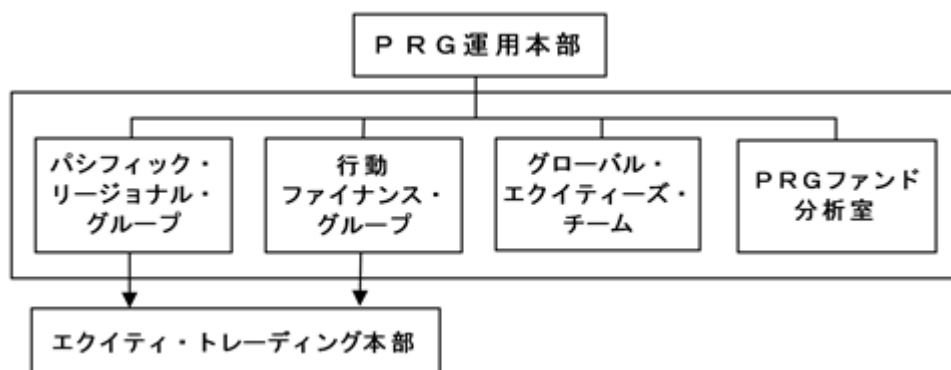 ＰＲＧ運用本部
パシフィック・
リージョナル・
グループ
行動
ファイナンス・
グループ
グローバル・
エクイティーズ・
チーム
ＰＲＧファンド
分析室
エクイティ・トレーディング本部